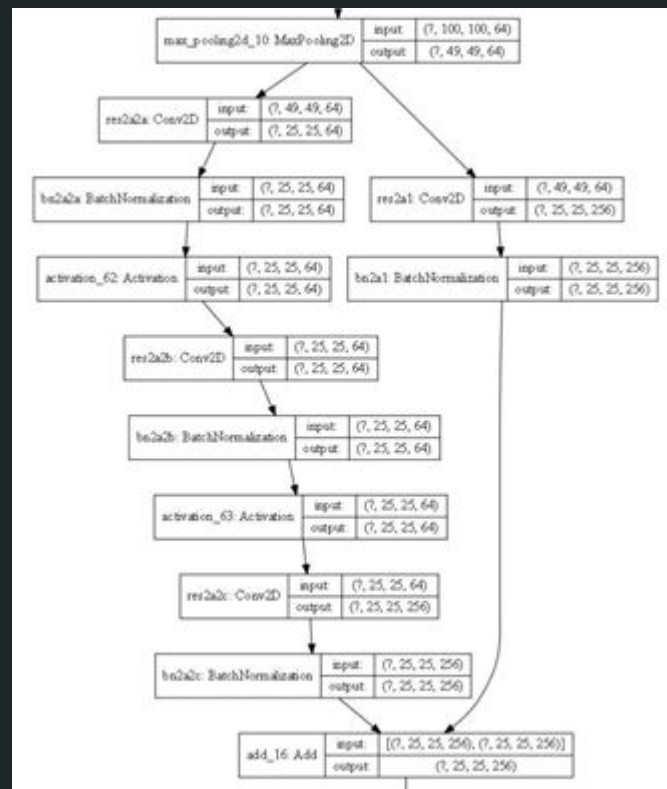 max_pooling2d_10: MaxPooling2D
input: (?, 100, 100, 64)
output: (?, 49, 49, 64)
res2a2a: Conv2D
input: (?, 49, 49, 64)
output: (?, 25, 25, 64)
bn2a2a: BatchNormalization
input: (?, 25, 25, 64)
output: (?, 25, 25, 64)
res2a1: Conv2D
input: (?, 49, 49, 64)
output: (?, 25, 25, 256)
activation_62: Activation
input: (?, 25, 25, 64)
output: (?, 25, 25, 64)
bn2a1: BatchNormalization
input: (?, 25, 25, 256)
output: (?, 25, 25, 256)
res2a2b: Conv2D
input: (?, 25, 25, 64)
output: (?, 25, 25, 64)
bn2a2b: BatchNormalization
input: (?, 25, 25, 64)
output: (?, 25, 25, 64)
activation_63: Activation
input: (?, 25, 25, 64)
output: (?, 25, 25, 64)
res2a2c: Conv2D
input: (?, 25, 25, 64)
output: (?, 25, 25, 256)
bn2a2c: BatchNormalization
input: (?, 25, 25, 256)
output: (?, 25, 25, 256)
add_16: Add
input: [(?, 25, 25, 256), (?, 25, 25, 256)]
output: (?, 25, 25, 256)